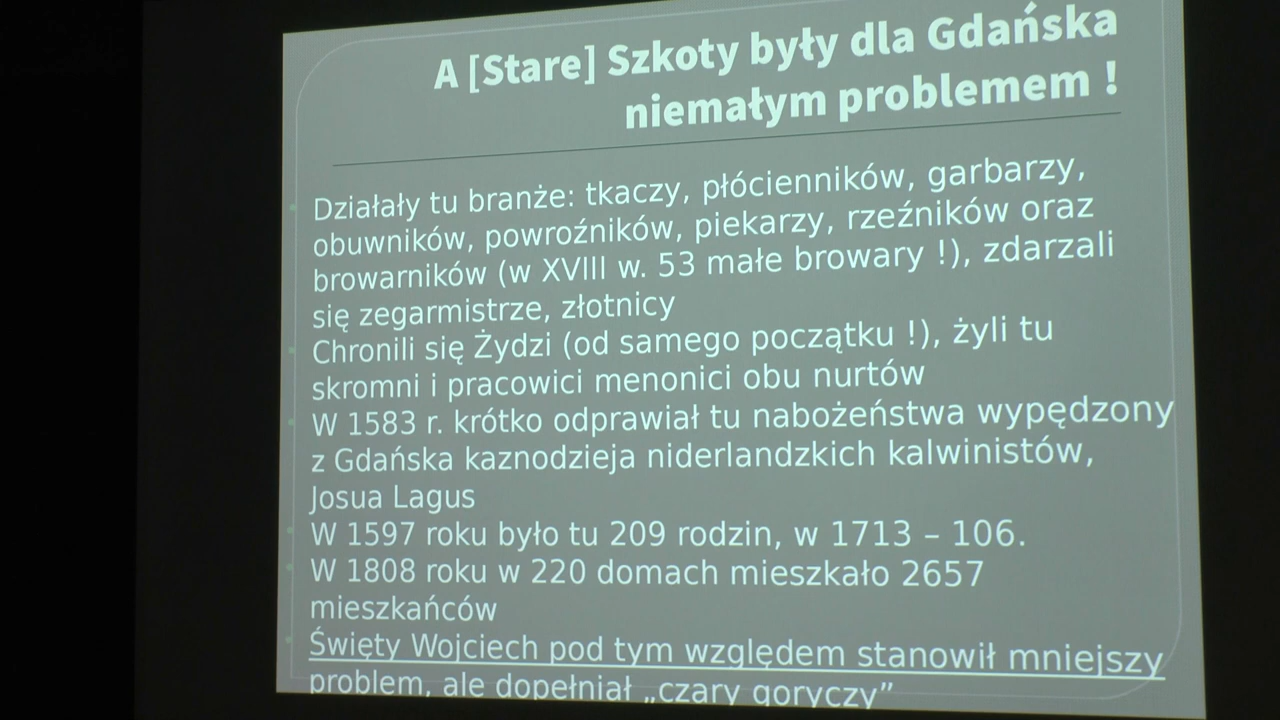 A [Stare] Szkoty były dla Gdańska
niemałym problemem !
Działały tu branże: tkaczy, płócienników, garbarzy,
obuwników, powroźników, piekarzy, rzeźników oraz
browarników (w XVIII w. 53 małe browary !), zdarzali
się zegarmistrze, złotnicy
Chronili się Żydzi (od samego początku !), żyli tu
skromni i pracowici menonici obu nurtów
W 1583 r. krótko odprawiał tu nabożeństwa wypędzony
z Gdańska kaznodzieja niderlandzkich kalwinistów,
Josua Lagus
W 1597 roku było tu 209 rodzin, w 1713 – 106.
W 1808 roku w 220 domach mieszkało 2657
mieszkańców
Święty Wojciech pod tym względem stanowił mniejszy
problem, ale dopełniał „czary goryczy”